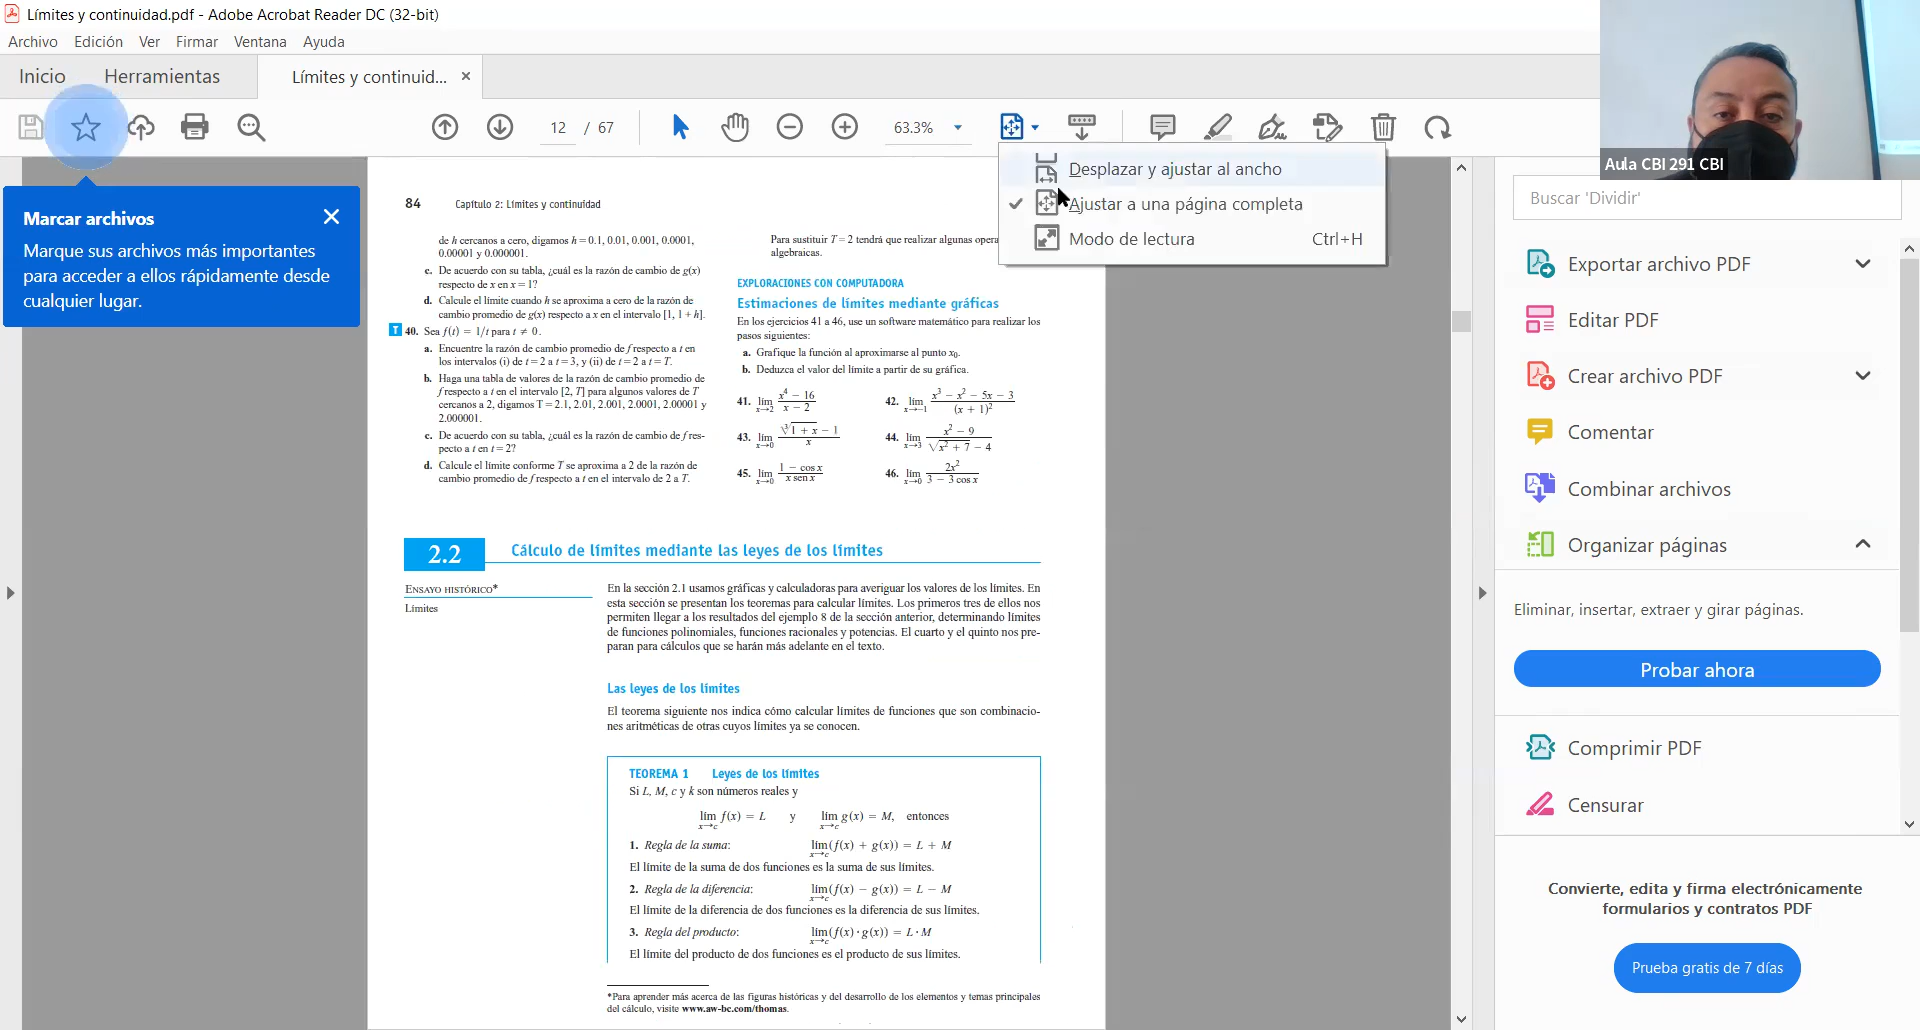 Límites y continuidad.pdf - Adobe Acrobat Reader DC (32-bit)
Archivo Edición Ver Firmar Ventana Ayuda
Inicio Herramientas Límites y continuid... ×
12 / 67 63.3%
Aula CBI 291 CBI
Desplazar y ajustar al ancho
Ajustar a una página completa
Modo de lectura Ctrl+H
Marcar archivos
Marque sus archivos más importantes
para acceder a ellos rápidamente desde
cualquier lugar.
84 Capítulo 2: Límites y continuidad
de h cercanos a cero, digamos h = 0.1, 0.01, 0.001, 0.0001,
0.00001 y 0.000001.
c. De acuerdo con su tabla, ¿cuál es la razón de cambio de g(x)
respecto de x en x = 1?
d. Calcule el límite cuando h se aproxima a cero de la razón de
cambio promedio de g(x) respecto a x en el intervalo [1, 1 + h].
T 40. Sea f(t) = 1/t para t ≠ 0.
a. Encuentre la razón de cambio promedio de f respecto a t en
los intervalos (i) de t = 2 a t = 3, y (ii) de t = 2 a t = T.
b. Haga una tabla de valores de la razón de cambio promedio de
f respecto a t en el intervalo [2, T] para algunos valores de T
cercanos a 2, digamos T = 2.1, 2.01, 2.001, 2.0001, 2.00001 y
2.000001.
c. De acuerdo con su tabla, ¿cuál es la razón de cambio de f res-
pecto a t en t = 2?
d. Calcule el límite conforme T se aproxima a 2 de la razón de
cambio promedio de f respecto a t en el intervalo de 2 a T.
Para sustituir T = 2 tendrá que realizar algunas opera
algebraicas.
EXPLORACIONES CON COMPUTADORA
Estimaciones de límites mediante gráficas
En los ejercicios 41 a 46, use un software matemático para realizar los
pasos siguientes:
a. Grafique la función al aproximarse al punto x₀.
b. Deduzca el valor del límite a partir de su gráfica.
41. lím x→2 (x⁴ − 16)/(x − 2) 42. lím x→−1 (x³ − x² − 5x − 3)/(x + 1)²
43. lím x→0 (∛(1 + x) − 1)/x 44. lím x→3 (x² − 9)/(√(x² + 7) − 4)
45. lím x→0 (1 − cos x)/(x sen x) 46. lím x→0 2x²/(3 − 3 cos x)
2.2 Cálculo de límites mediante las leyes de los límites
ENSAYO HISTÓRICO*
Límites
En la sección 2.1 usamos gráficas y calculadoras para averiguar los valores de los límites. En
esta sección se presentan los teoremas para calcular límites. Los primeros tres de ellos nos
permiten llegar a los resultados del ejemplo 8 de la sección anterior, determinando límites
de funciones polinomiales, funciones racionales y potencias. El cuarto y el quinto nos pre-
paran para cálculos que se harán más adelante en el texto.
Las leyes de los límites
El teorema siguiente nos indica cómo calcular límites de funciones que son combinacio-
nes aritméticas de otras cuyos límites ya se conocen.
TEOREMA 1 Leyes de los límites
Si L, M, c y k son números reales y
lím x→c f(x) = L y lím x→c g(x) = M, entonces
1. Regla de la suma: lím x→c (f(x) + g(x)) = L + M
El límite de la suma de dos funciones es la suma de sus límites.
2. Regla de la diferencia: lím x→c (f(x) − g(x)) = L − M
El límite de la diferencia de dos funciones es la diferencia de sus límites.
3. Regla del producto: lím x→c (f(x)·g(x)) = L·M
El límite del producto de dos funciones es el producto de sus límites.
*Para aprender más acerca de las figuras históricas y del desarrollo de los elementos y temas principales
del cálculo, visite www.aw-bc.com/thomas.
Buscar 'Dividir'
Exportar archivo PDF
Editar PDF
Crear archivo PDF
Comentar
Combinar archivos
Organizar páginas
Eliminar, insertar, extraer y girar páginas.
Probar ahora
Comprimir PDF
Censurar
Convierte, edita y firma electrónicamente
formularios y contratos PDF
Prueba gratis de 7 días